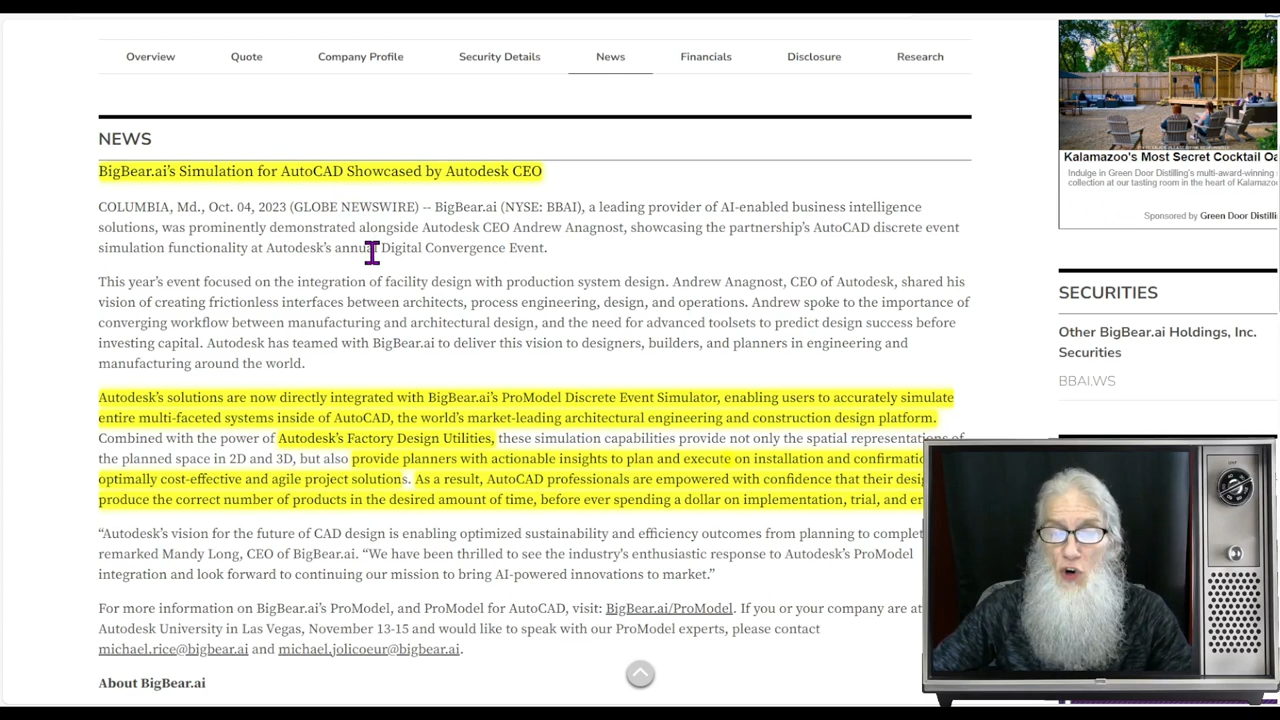 Overview Quote Company Profile Security Details News Financials Disclosure Research
NEWS
BigBear.ai's Simulation for AutoCAD Showcased by Autodesk CEO
COLUMBIA, Md., Oct. 04, 2023 (GLOBE NEWSWIRE) -- BigBear.ai (NYSE: BBAI), a leading provider of AI-enabled business intelligence
solutions, was prominently demonstrated alongside Autodesk CEO Andrew Anagnost, showcasing the partnership's AutoCAD discrete event
simulation functionality at Autodesk's annual Digital Convergence Event.
This year's event focused on the integration of facility design with production system design. Andrew Anagnost, CEO of Autodesk, shared his
vision of creating frictionless interfaces between architects, process engineering, design, and operations. Andrew spoke to the importance of
converging workflow between manufacturing and architectural design, and the need for advanced toolsets to predict design success before
investing capital. Autodesk has teamed with BigBear.ai to deliver this vision to designers, builders, and planners in engineering and
manufacturing around the world.
Autodesk's solutions are now directly integrated with BigBear.ai's ProModel Discrete Event Simulator, enabling users to accurately simulate
entire multi-faceted systems inside of AutoCAD, the world's market-leading architectural engineering and construction design platform.
Combined with the power of Autodesk's Factory Design Utilities, these simulation capabilities provide not only the spatial representations of
the planned space in 2D and 3D, but also provide planners with actionable insights to plan and execute on installation and confirmatio
optimally cost-effective and agile project solutions. As a result, AutoCAD professionals are empowered with confidence that their desig
produce the correct number of products in the desired amount of time, before ever spending a dollar on implementation, trial, and er
“Autodesk's vision for the future of CAD design is enabling optimized sustainability and efficiency outcomes from planning to complet
remarked Mandy Long, CEO of BigBear.ai. “We have been thrilled to see the industry's enthusiastic response to Autodesk's ProModel
integration and look forward to continuing our mission to bring AI-powered innovations to market.”
For more information on BigBear.ai's ProModel, and ProModel for AutoCAD, visit: BigBear.ai/ProModel. If you or your company are at
Autodesk University in Las Vegas, November 13-15 and would like to speak with our ProModel experts, please contact
michael.rice@bigbear.ai and michael.jolicoeur@bigbear.ai.
About BigBear.ai
Kalamazoo's Most Secret Cocktail Oa
Indulge in Green Door Distilling's multi-award-winning
collection at our tasting room in the heart of Kalamazo
Sponsored by Green Door Distilli
SECURITIES
Other BigBear.ai Holdings, Inc.
Securities
BBAI.WS